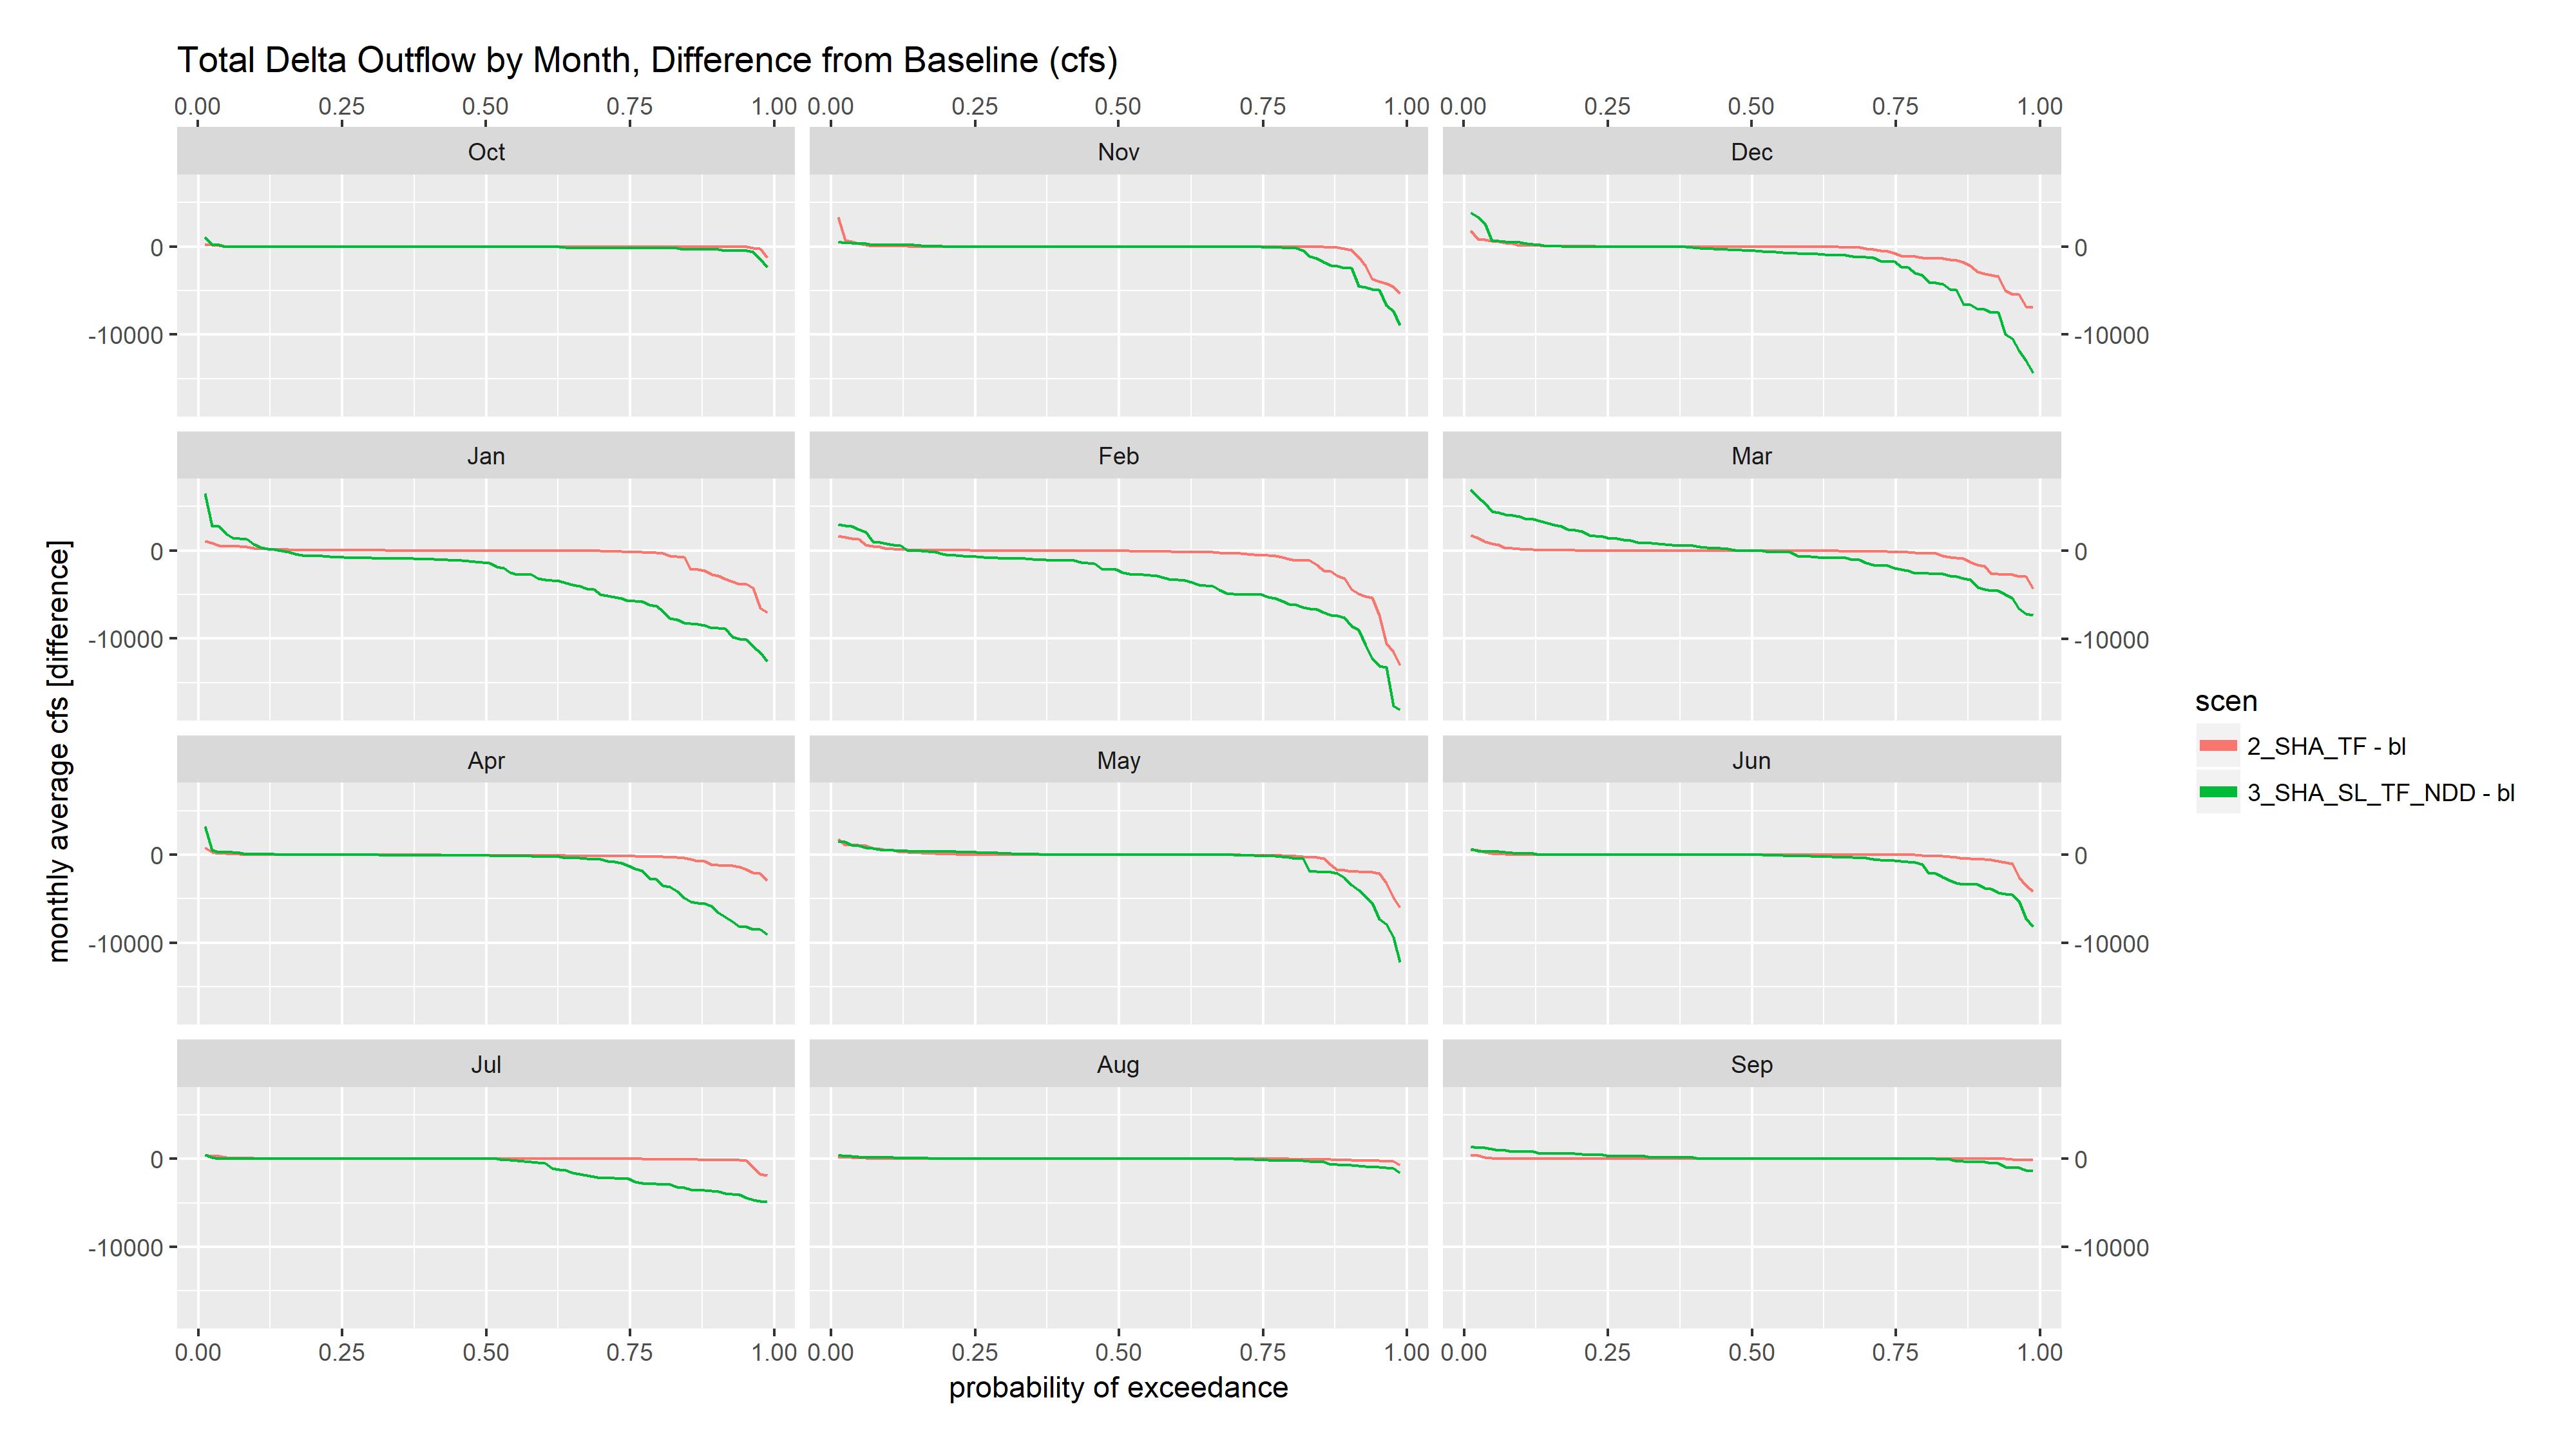 Total Delta Outflow by Month, Difference from Baseline (cfs)
0.00 0.25 0.50 0.75 1.00 0.00 0.25 0.50 0.75 1.00 0.00 0.25 0.50 0.75 1.00
Oct Nov Dec
0 0
-10000 -10000
Jan Feb Mar
0 0
-10000 -10000
monthly average cfs [difference]
scen
2_SHA_TF - bl
3_SHA_SL_TF_NDD - bl
Apr May Jun
0 0
-10000 -10000
Jul Aug Sep
0 0
-10000 -10000
0.00 0.25 0.50 0.75 1.00 0.00 0.25 0.50 0.75 1.00 0.00 0.25 0.50 0.75 1.00
probability of exceedance